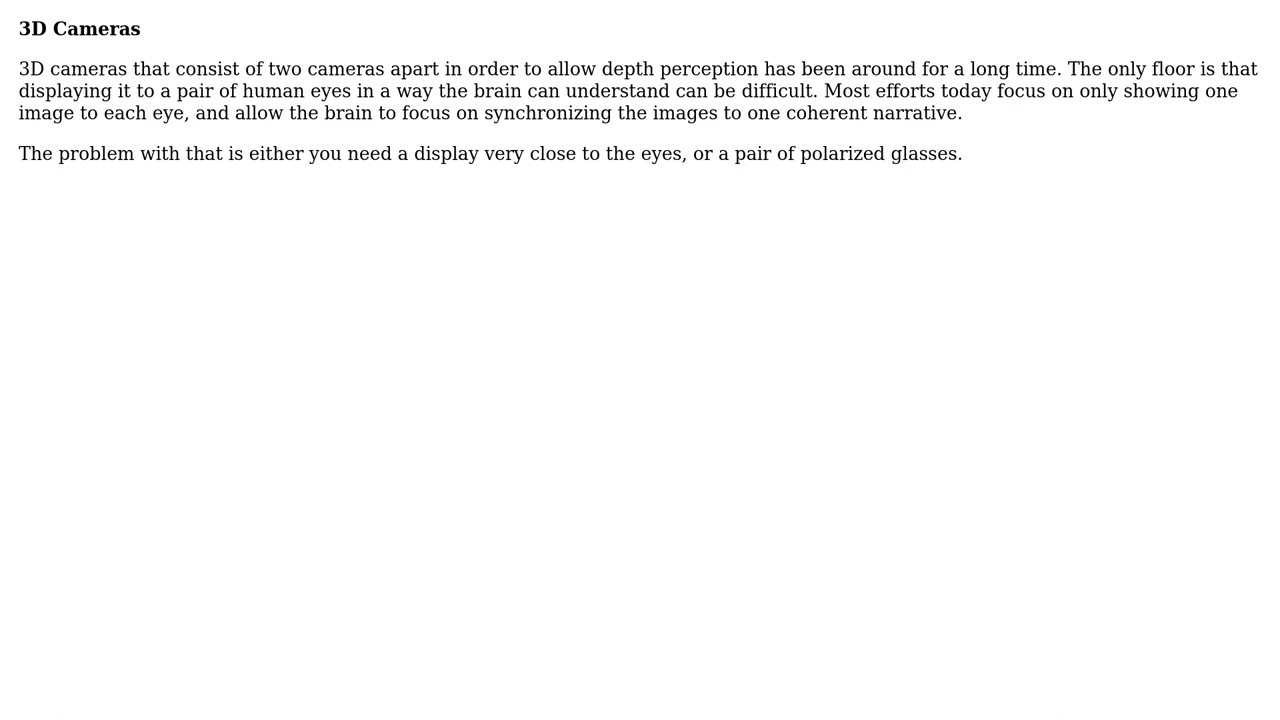 3D Cameras
3D cameras that consist of two cameras apart in order to allow depth perception has been around for a long time. The only floor is that
displaying it to a pair of human eyes in a way the brain can understand can be difficult. Most efforts today focus on only showing one
image to each eye, and allow the brain to focus on synchronizing the images to one coherent narrative.
The problem with that is either you need a display very close to the eyes, or a pair of polarized glasses.